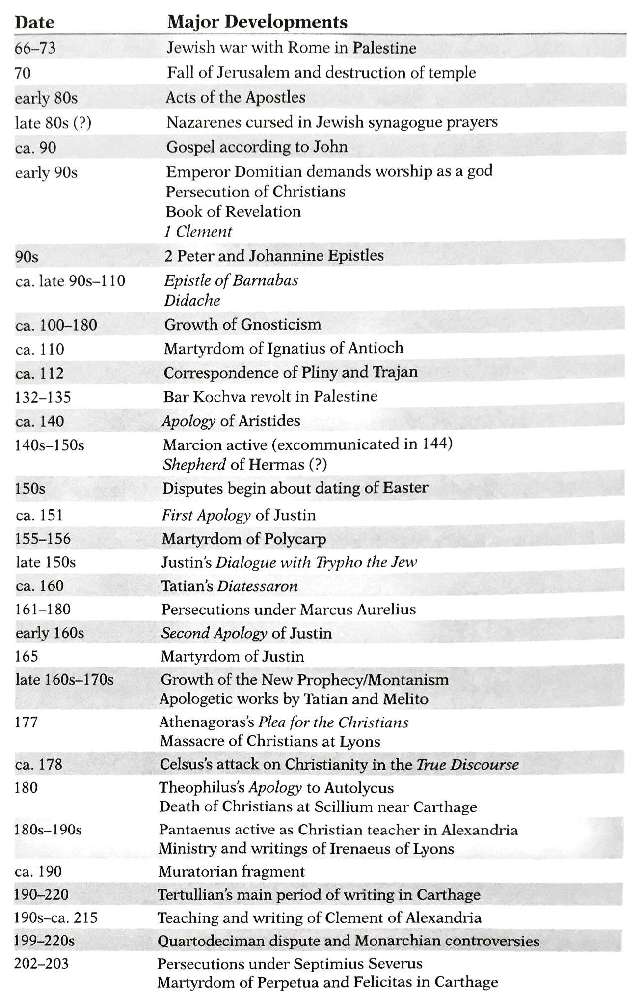 Date Major Developments
66–73 Jewish war with Rome in Palestine
70 Fall of Jerusalem and destruction of temple
early 80s Acts of the Apostles
late 80s (?) Nazarenes cursed in Jewish synagogue prayers
ca. 90 Gospel according to John
early 90s Emperor Domitian demands worship as a god
Persecution of Christians
Book of Revelation
1 Clement
90s 2 Peter and Johannine Epistles
ca. late 90s–110 Epistle of Barnabas
Didache
ca. 100–180 Growth of Gnosticism
ca. 110 Martyrdom of Ignatius of Antioch
ca. 112 Correspondence of Pliny and Trajan
132–135 Bar Kochva revolt in Palestine
ca. 140 Apology of Aristides
140s–150s Marcion active (excommunicated in 144)
Shepherd of Hermas (?)
150s Disputes begin about dating of Easter
ca. 151 First Apology of Justin
155–156 Martyrdom of Polycarp
late 150s Justin's Dialogue with Trypho the Jew
ca. 160 Tatian's Diatessaron
161–180 Persecutions under Marcus Aurelius
early 160s Second Apology of Justin
165 Martyrdom of Justin
late 160s–170s Growth of the New Prophecy/Montanism
Apologetic works by Tatian and Melito
177 Athenagoras's Plea for the Christians
Massacre of Christians at Lyons
ca. 178 Celsus's attack on Christianity in the True Discourse
180 Theophilus's Apology to Autolycus
Death of Christians at Scillium near Carthage
180s–190s Pantaenus active as Christian teacher in Alexandria
Ministry and writings of Irenaeus of Lyons
ca. 190 Muratorian fragment
190–220 Tertullian's main period of writing in Carthage
190s–ca. 215 Teaching and writing of Clement of Alexandria
199–220s Quartodeciman dispute and Monarchian controversies
202–203 Persecutions under Septimius Severus
Martyrdom of Perpetua and Felicitas in Carthage